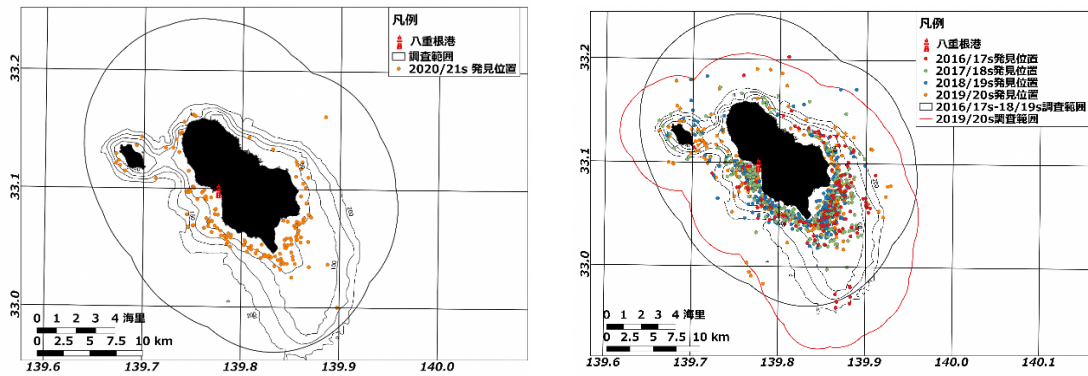 凡例
八重根港
調査範囲
2020/21s 発見位置
33.2
33.1
33.0
0 1 2 3 4 海里
0 2.5 5 7.5 10 km
139.6 139.7 139.8 139.9 140.0
凡例
八重根港
2016/17s発見位置
2017/18s発見位置
2018/19s発見位置
2019/20s発見位置
2016/17s-18/19s調査範囲
2019/20s調査範囲
33.2
33.1
33.0
0 1 2 3 4 海里
0 2.5 5 7.5 10 km
139.6 139.7 139.8 139.9 140.0 140.1